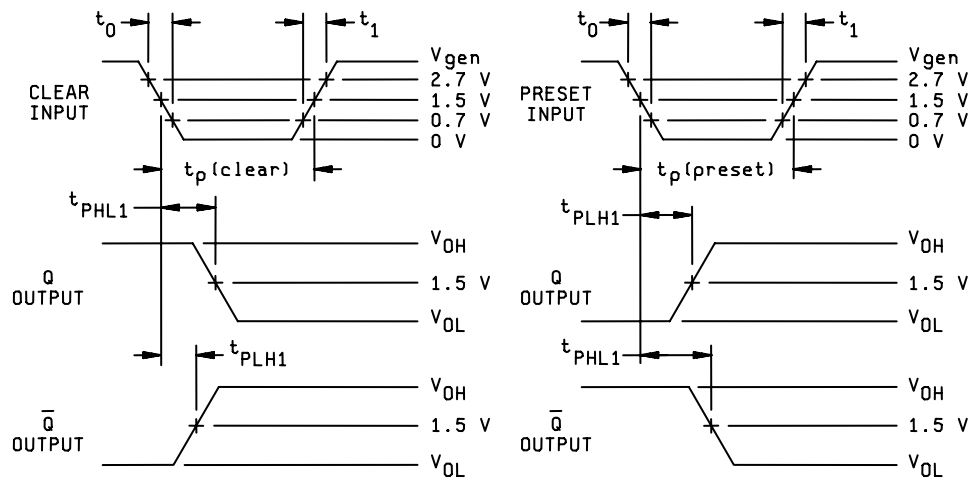 t0 t1
Vgen
2.7 V
CLEAR
INPUT
1.5 V
0.7 V
0 V
tp(clear)
tPHL1
VOH
Q
OUTPUT
1.5 V
VOL
tPLH1
VOH
Q̅
OUTPUT
1.5 V
VOL
t0 t1
Vgen
2.7 V
PRESET
INPUT
1.5 V
0.7 V
0 V
tp(preset)
tPLH1
VOH
Q
OUTPUT
1.5 V
VOL
tPHL1
VOH
Q̅
OUTPUT
1.5 V
VOL